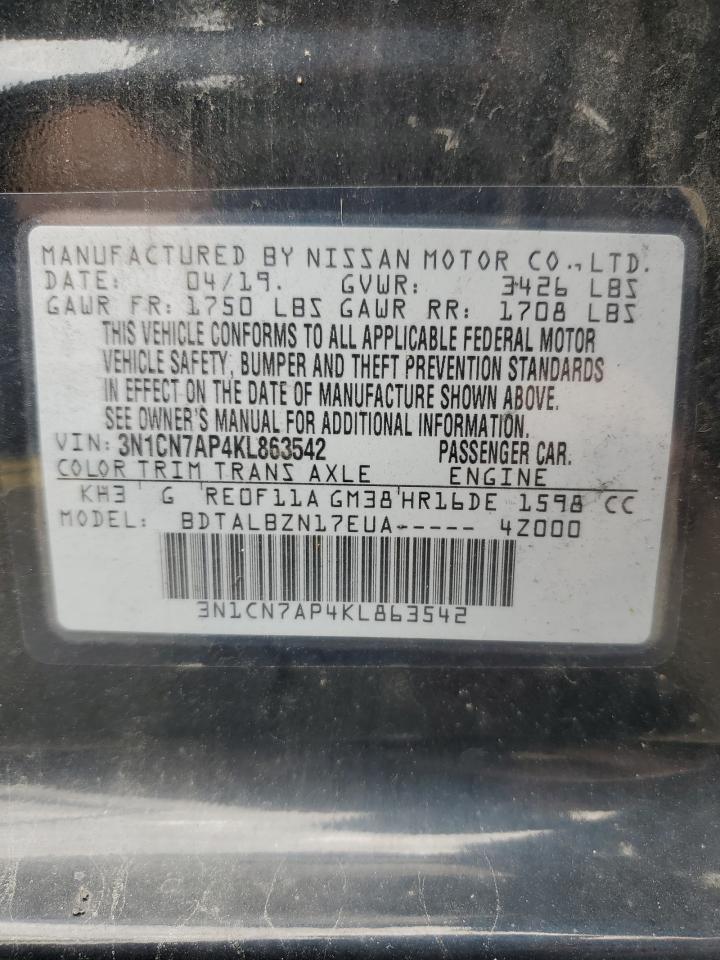 MANUFACTURED BY NISSAN MOTOR CO.,LTD.
DATE: 04/19. GVWR: 3426 LBS
GAWR FR: 1750 LBS GAWR RR: 1708 LBS
THIS VEHICLE CONFORMS TO ALL APPLICABLE FEDERAL MOTOR
VEHICLE SAFETY, BUMPER AND THEFT PREVENTION STANDARDS
IN EFFECT ON THE DATE OF MANUFACTURE SHOWN ABOVE.
SEE OWNER'S MANUAL FOR ADDITIONAL INFORMATION.
VIN: 3N1CN7AP4KL863542 PASSENGER CAR.
COLOR TRIM TRANS AXLE ENGINE
KH3 G RE0F11A GM38 HR16DE 1598 CC
MODEL: BDTALBZN17EUA----- 4Z000
3N1CN7AP4KL863542